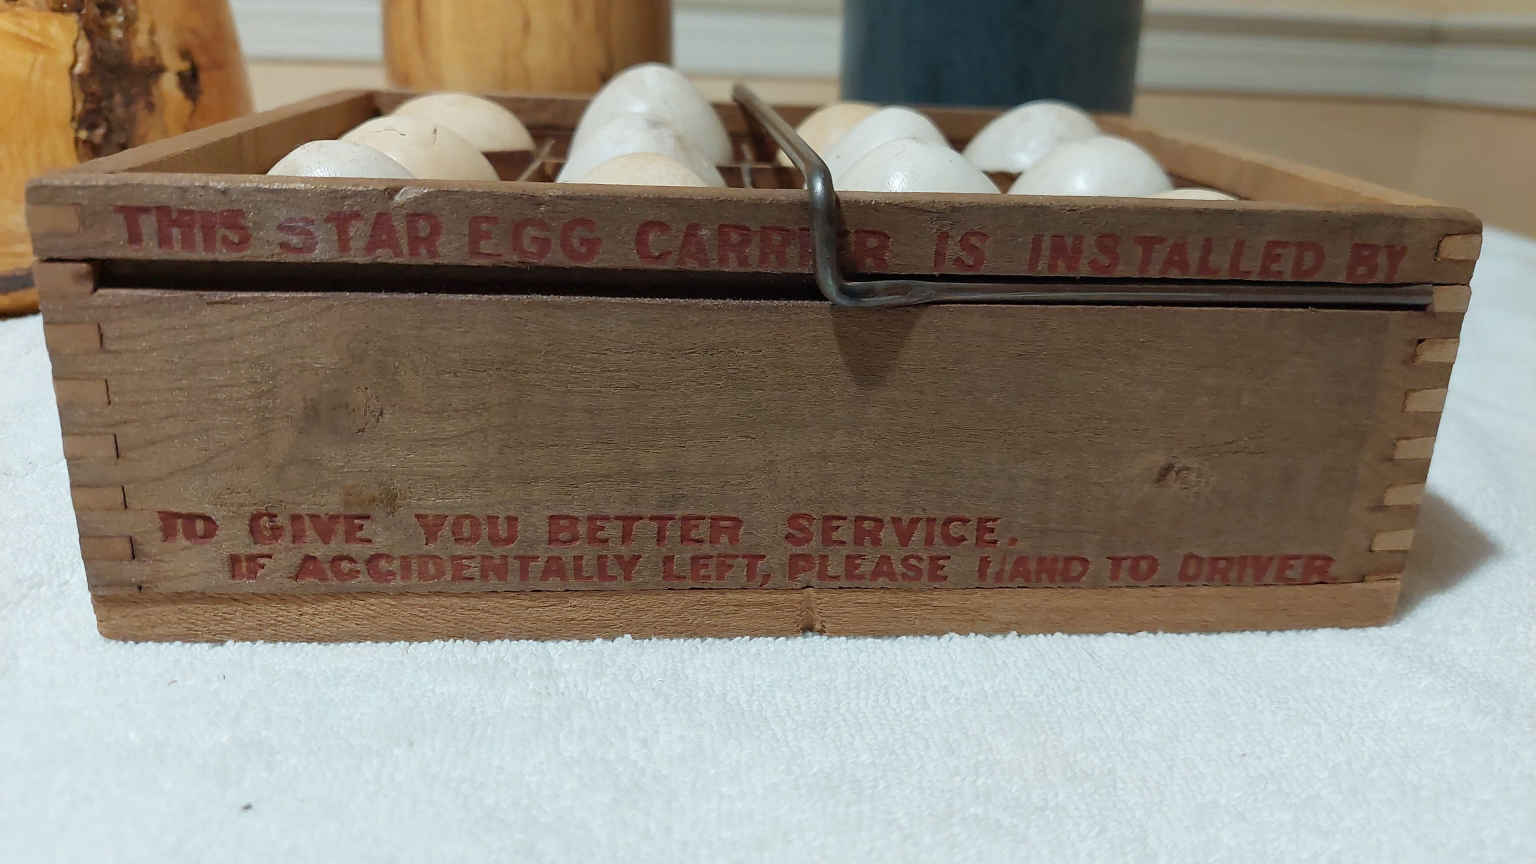 THIS STAR EGG CARRIER IS INSTALLED BY
TO GIVE YOU BETTER SERVICE.
IF ACCIDENTALLY LEFT, PLEASE HAND TO DRIVER.